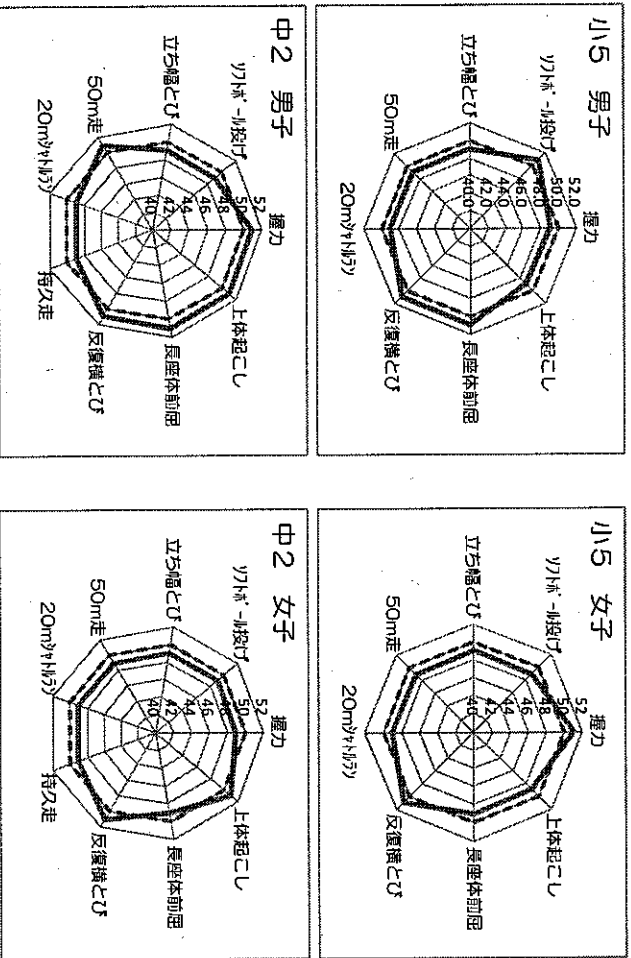 小5 男子
握力
52.0
50.0
48.0
46.0
44.0
42.0
40.0
上体起こし
長座体前屈
反復横とび
20mシャトルラン
50m走
立ち幅とび
ソフトボール投げ
小5 女子
握力
52
50
48
46
44
42
40
上体起こし
長座体前屈
反復横とび
20mシャトルラン
50m走
立ち幅とび
ソフトボール投げ
中2 男子
握力
52
50
48
46
44
42
40
上体起こし
長座体前屈
反復横とび
持久走
20mシャトルラン
50m走
立ち幅とび
ソフトボール投げ
中2 女子
握力
52
50
48
46
44
42
40
上体起こし
長座体前屈
反復横とび
持久走
20mシャトルラン
50m走
立ち幅とび
ソフトボール投げ